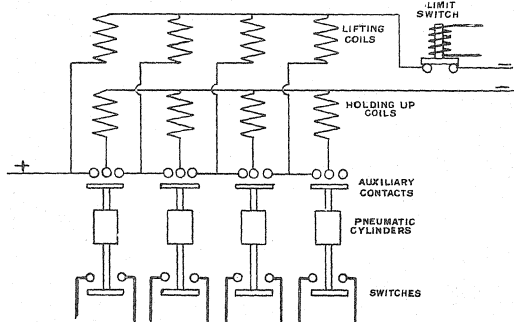 LIMIT
SWITCH
LIFTING
COILS
HOLDING UP
COILS
+
AUXILIARY
CONTACTS
PNEUMATIC
CYLINDERS
SWITCHES